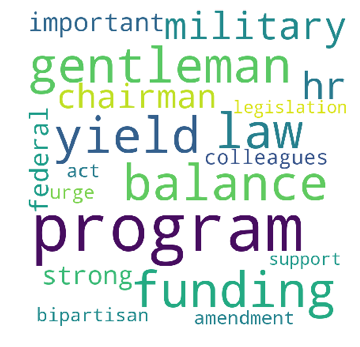 important military
gentleman
chairman hr
legislation
federal
yield law
colleagues
act
urge balance
program
support
strong funding
bipartisan amendment